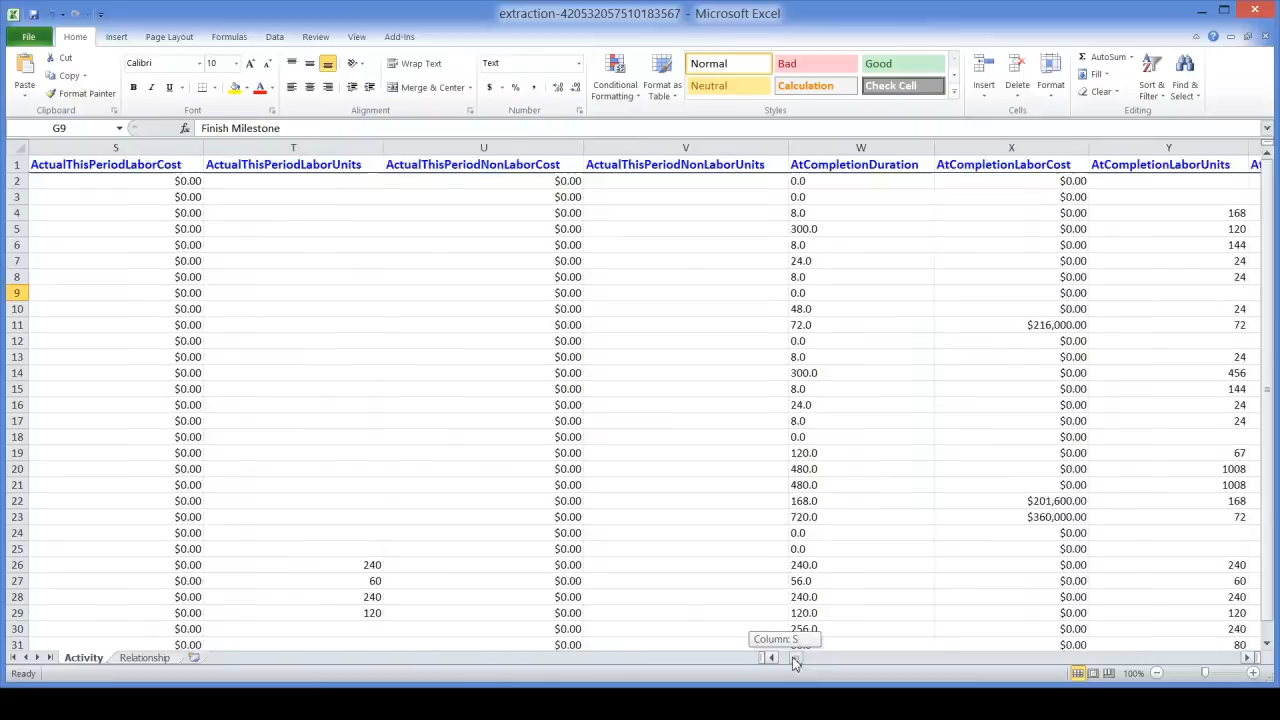 extraction-420532057510183567 - Microsoft Excel
File Home Insert Page Layout Formulas Data Review View Add-Ins
Cut Calibri 10 Wrap Text Text Normal Bad Good Σ AutoSum
Copy
Paste Format Painter B I U Merge & Center $ % , Conditional Formatting Format as Table Neutral Calculation Check Cell Insert Delete Format Fill Clear Sort & Filter Find & Select
Clipboard Font Alignment Number Styles Cells Editing
G9 fx Finish Milestone
S T U V W X Y
1 ActualThisPeriodLaborCost ActualThisPeriodLaborUnits ActualThisPeriodNonLaborCost ActualThisPeriodNonLaborUnits AtCompletionDuration AtCompletionLaborCost AtCompletionLaborUnits
2 $0.00 $0.00 0.0 $0.00
3 $0.00 $0.00 0.0 $0.00
4 $0.00 $0.00 8.0 $0.00 168
5 $0.00 $0.00 300.0 $0.00 120
6 $0.00 $0.00 8.0 $0.00 144
7 $0.00 $0.00 24.0 $0.00 24
8 $0.00 $0.00 8.0 $0.00 24
9 $0.00 $0.00 0.0 $0.00
10 $0.00 $0.00 48.0 $0.00 24
11 $0.00 $0.00 72.0 $216,000.00 72
12 $0.00 $0.00 0.0 $0.00
13 $0.00 $0.00 8.0 $0.00 24
14 $0.00 $0.00 300.0 $0.00 456
15 $0.00 $0.00 8.0 $0.00 144
16 $0.00 $0.00 24.0 $0.00 24
17 $0.00 $0.00 8.0 $0.00 24
18 $0.00 $0.00 0.0 $0.00
19 $0.00 $0.00 120.0 $0.00 67
20 $0.00 $0.00 480.0 $0.00 1008
21 $0.00 $0.00 480.0 $0.00 1008
22 $0.00 $0.00 168.0 $201,600.00 168
23 $0.00 $0.00 720.0 $360,000.00 72
24 $0.00 $0.00 0.0 $0.00
25 $0.00 $0.00 0.0 $0.00
26 $0.00 240 $0.00 240.0 $0.00 240
27 $0.00 60 $0.00 56.0 $0.00 60
28 $0.00 240 $0.00 240.0 $0.00 240
29 $0.00 120 $0.00 120.0 $0.00 120
30 $0.00 $0.00 256.0 $0.00 240
Column: S
31 $0.00 $0.00 $0.00 80
Activity Relationship
Ready 100%